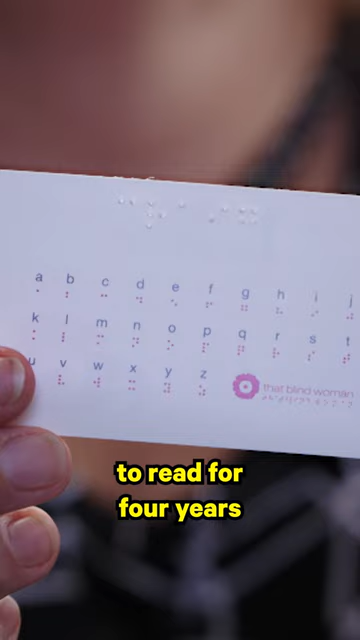 a b c d e f g h i j
k l m n o p q r s t
u v w x y z
that blind woman
to read for
four years